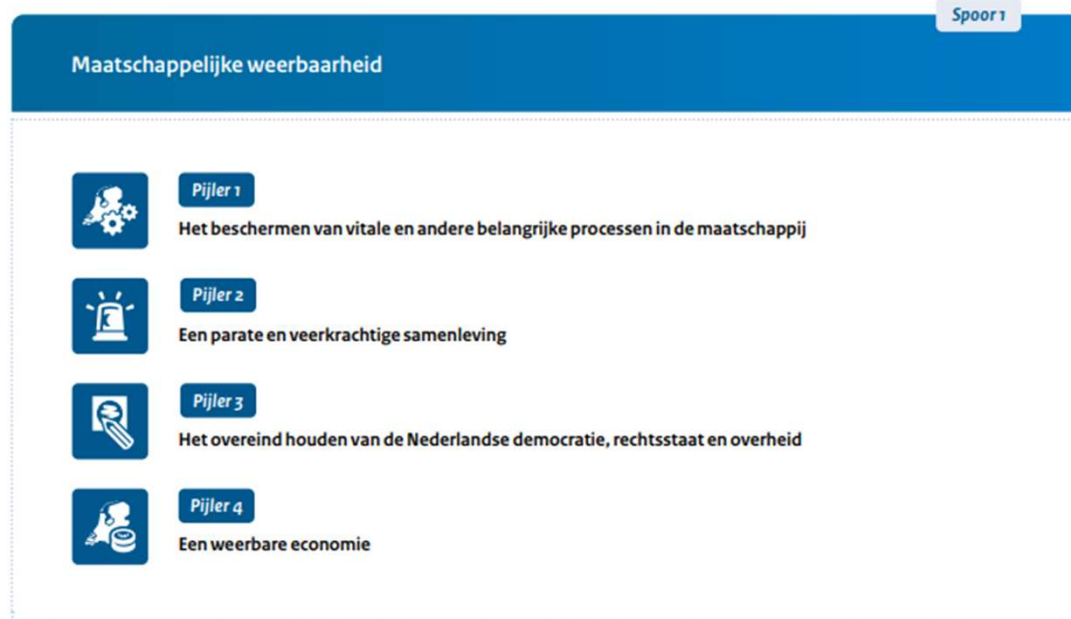 Spoor 1
Maatschappelijke weerbaarheid
Pijler 1
Het beschermen van vitale en andere belangrijke processen in de maatschappij
Pijler 2
Een parate en veerkrachtige samenleving
Pijler 3
Het overeind houden van de Nederlandse democratie, rechtsstaat en overheid
Pijler 4
Een weerbare economie